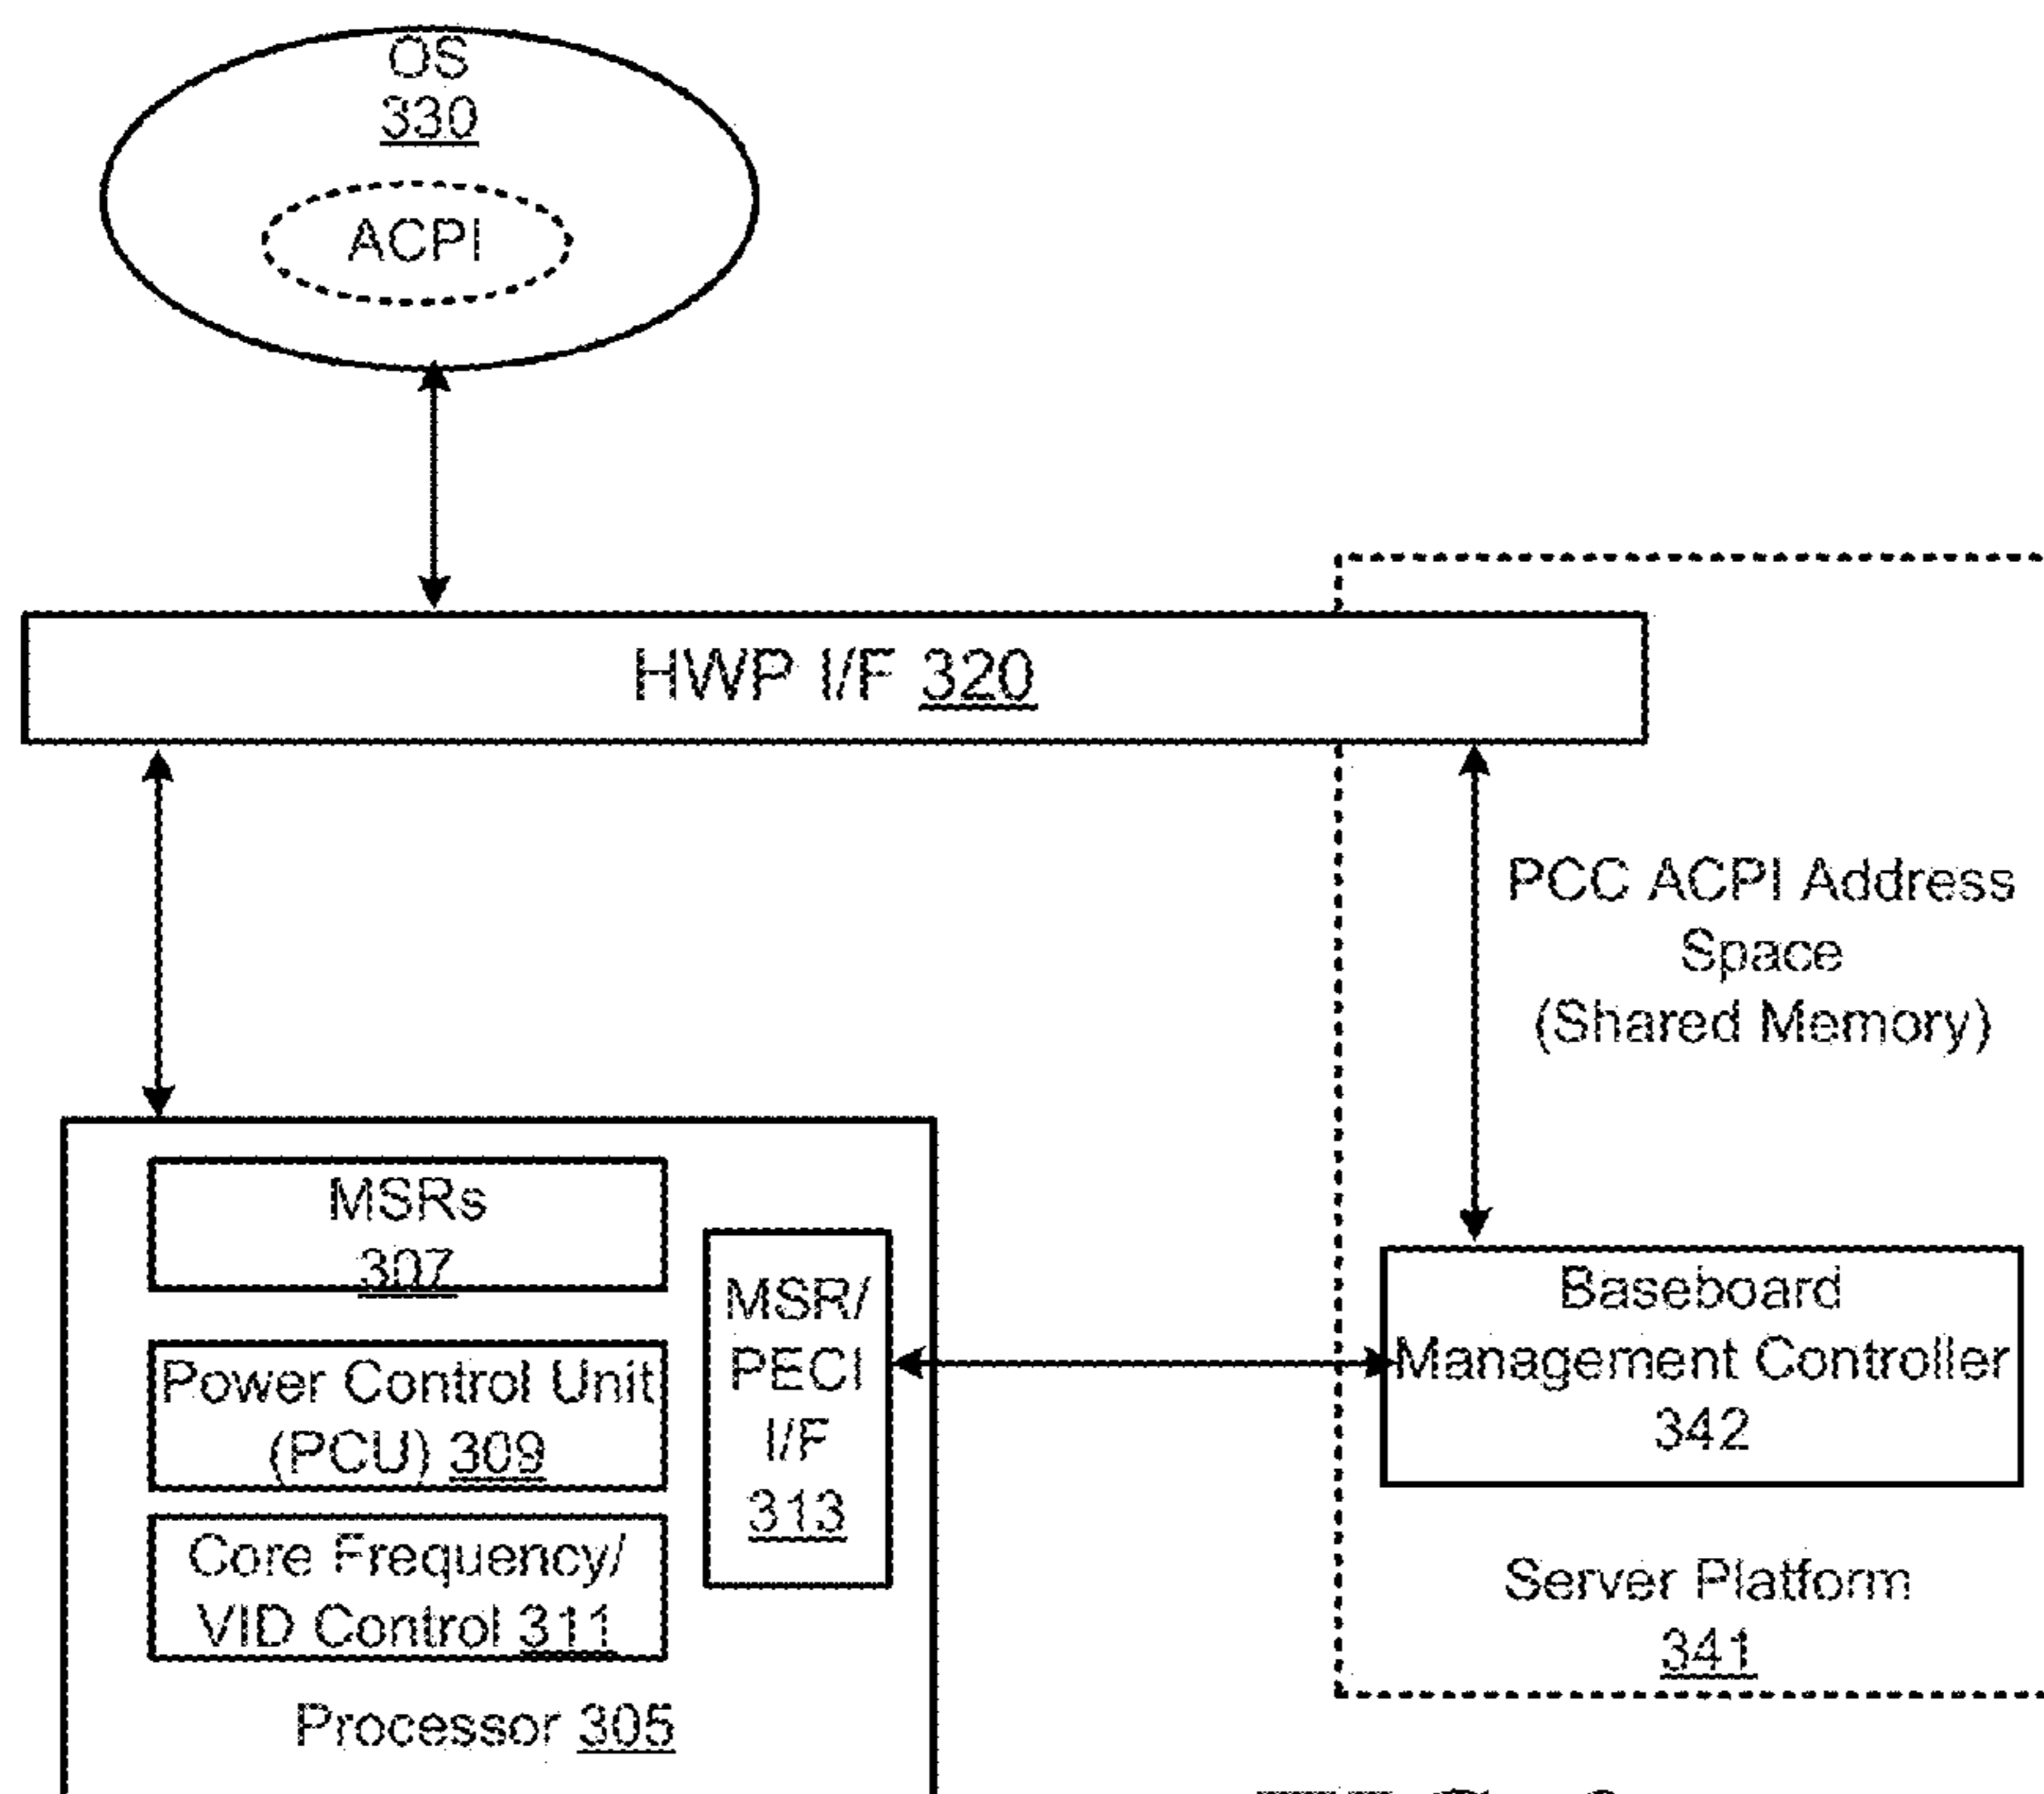 OS
330
ACPI
HWP I/F 320
PCC ACPI Address
Space
(Shared Memory)
MSRs
307
MSR/
PECI
I/F
313
Power Control Unit
(PCU) 309
Core Frequency/
VID Control 311
Processor 305
Baseboard
Management Controller
342
Server Platform
341